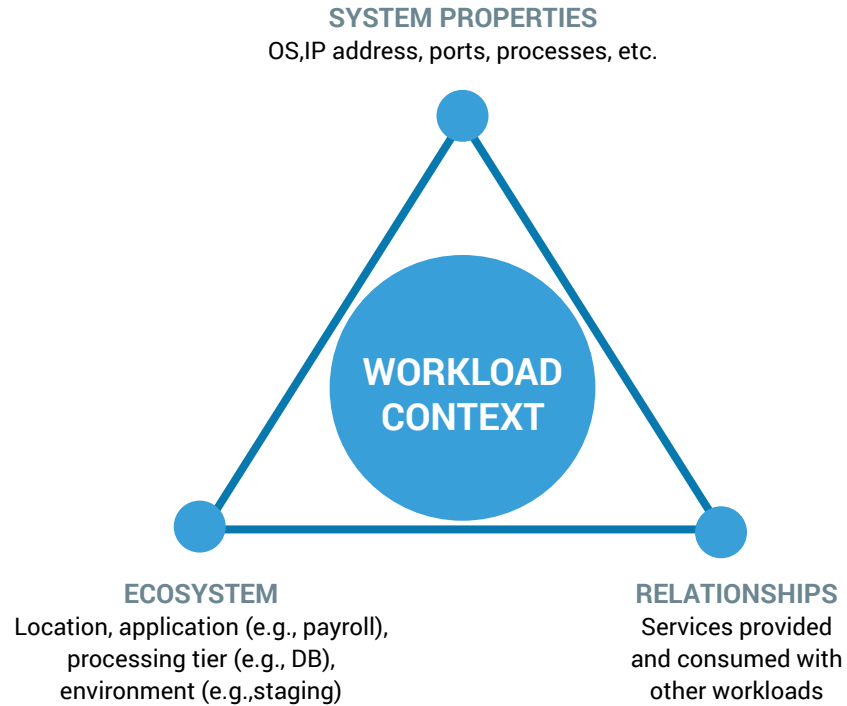 SYSTEM PROPERTIES
OS,IP address, ports, processes, etc.
WORKLOAD
CONTEXT
ECOSYSTEM
Location, application (e.g., payroll),
processing tier (e.g., DB),
environment (e.g.,staging)
RELATIONSHIPS
Services provided
and consumed with
other workloads